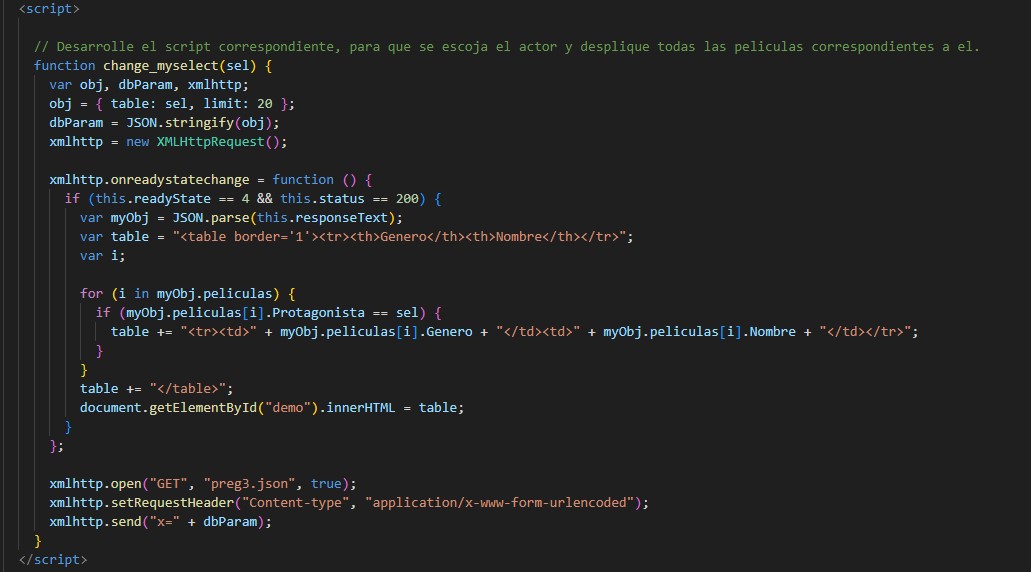 <script>
// Desarrolle el script correspondiente, para que se escoja el actor y desplique todas las peliculas correspondientes a el.
function change_myselect(sel) {
var obj, dbParam, xmlhttp;
obj = { table: sel, limit: 20 };
dbParam = JSON.stringify(obj);
xmlhttp = new XMLHttpRequest();
xmlhttp.onreadystatechange = function () {
if (this.readyState == 4 && this.status == 200) {
var myObj = JSON.parse(this.responseText);
var table = "<table border='1'><tr><th>Genero</th><th>Nombre</th></tr>";
var i;
for (i in myObj.peliculas) {
if (myObj.peliculas[i].Protagonista == sel) {
table += "<tr><td>" + myObj.peliculas[i].Genero + "</td><td>" + myObj.peliculas[i].Nombre + "</td></tr>";
}
}
table += "</table>";
document.getElementById("demo").innerHTML = table;
}
};
xmlhttp.open("GET", "preg3.json", true);
xmlhttp.setRequestHeader("Content-type", "application/x-www-form-urlencoded");
xmlhttp.send("x=" + dbParam);
}
</script>